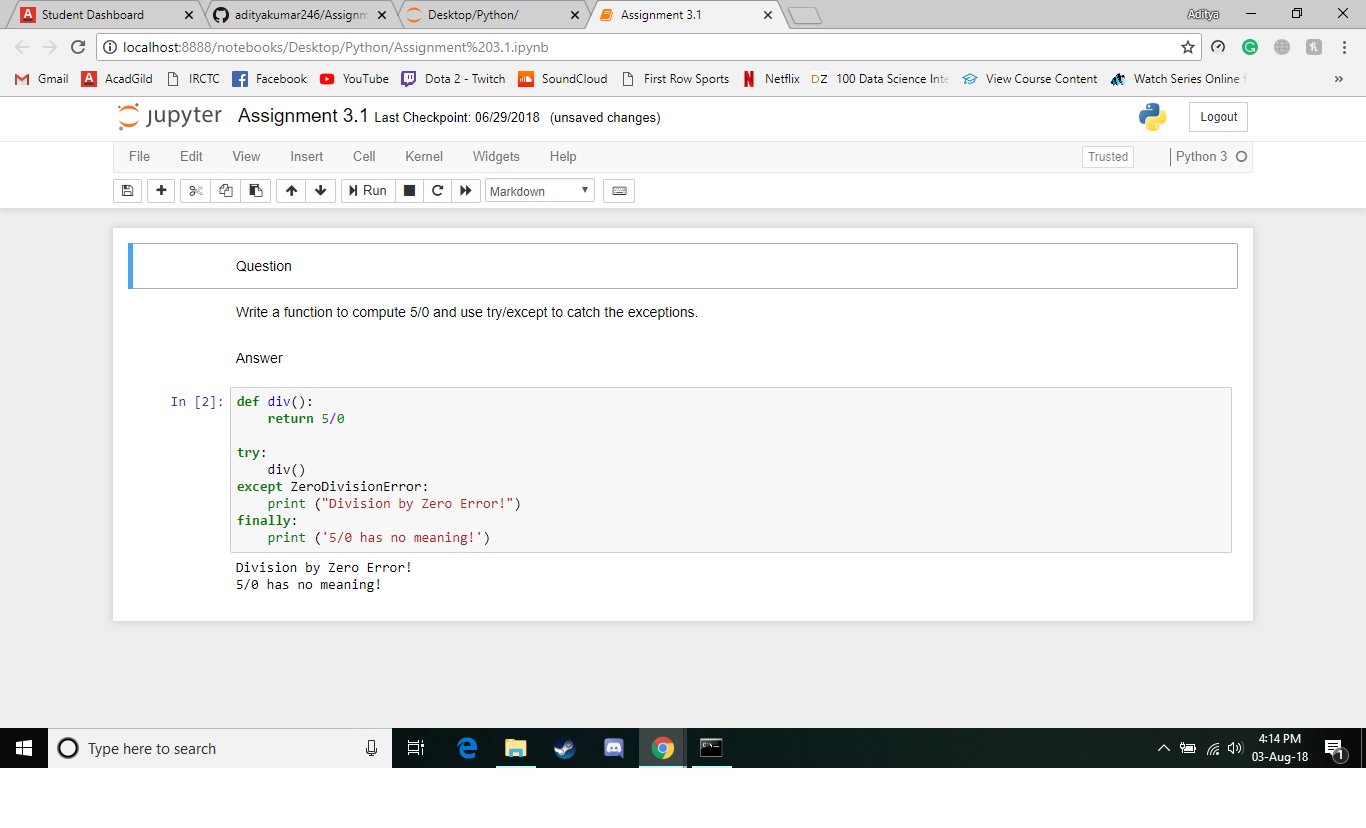 Student Dashboard
adityakumar246/Assignm
Desktop/Python/
Assignment 3.1
Aditya
localhost:8888/notebooks/Desktop/Python/Assignment%203.1.ipynb
Gmail
AcadGild
IRCTC
Facebook
YouTube
Dota 2 - Twitch
SoundCloud
First Row Sports
Netflix
DZ 100 Data Science Inte
View Course Content
Watch Series Online
»
jupyter Assignment 3.1 Last Checkpoint: 06/29/2018 (unsaved changes)
Logout
File Edit View Insert Cell Kernel Widgets Help
Trusted
Python 3
Run
Markdown
Question
Write a function to compute 5/0 and use try/except to catch the exceptions.
Answer
In [2]:
def div():
    return 5/0
try:
    div()
except ZeroDivisionError:
    print ("Division by Zero Error!")
finally:
    print ('5/0 has no meaning!')
Division by Zero Error!
5/0 has no meaning!
Type here to search
4:14 PM
03-Aug-18
1